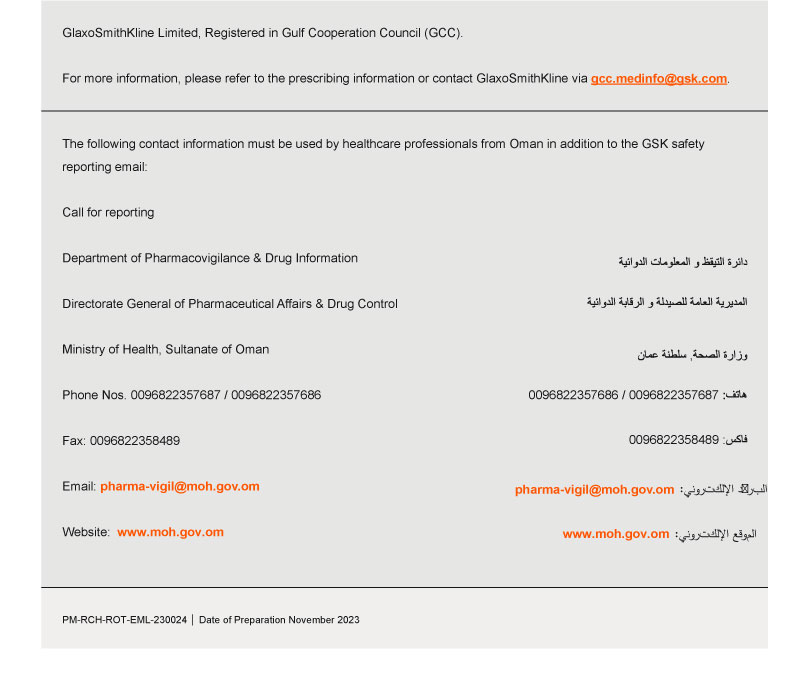 GlaxoSmithKline Limited, Registered in Gulf Cooperation Council (GCC).
For more information, please refer to the prescribing information or contact GlaxoSmithKline via gcc.medinfo@gsk.com.
The following contact information must be used by healthcare professionals from Oman in addition to the GSK safety
reporting email:
Call for reporting
Department of Pharmacovigilance & Drug Information
دائرة التيقظ و المعلومات الدوائية
Directorate General of Pharmaceutical Affairs & Drug Control
المديرية العامة للصيدلة و الرقابة الدوائية
Ministry of Health, Sultanate of Oman
وزارة الصحة, سلطنة عمان
Phone Nos. 0096822357687 / 0096822357686
هاتف: 0096822357687 / 0096822357686
Fax: 0096822358489
فاكس: 0096822358489
Email: pharma-vigil@moh.gov.om
الإلكتروني: pharma-vigil@moh.gov.om
Website: www.moh.gov.om
الموقع الإلكتروني: www.moh.gov.om
PM-RCH-ROT-EML-230024 | Date of Preparation November 2023